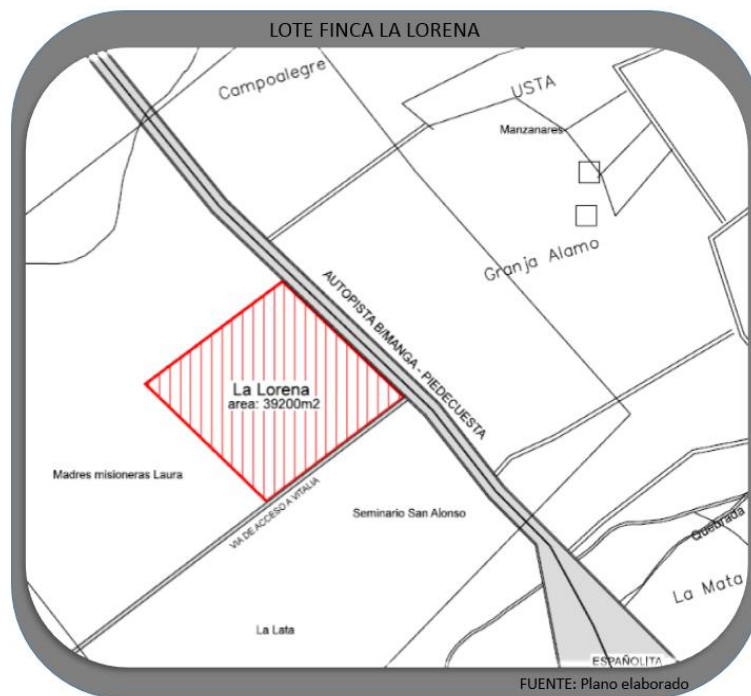 LOTE FINCA LA LORENA
Campoalegre
USTA
Manzanares
Granja Alamo
AUTOPISTA B/MANGA - PIEDECUESTA
La Lorena
area: 39200m2
Madres misioneras Laura
VIA DE ACCESO A VITALIA
Seminario San Alonso
Quebrada
La Mata
La Lata
ESPAÑOLITA
FUENTE: Plano elaborado